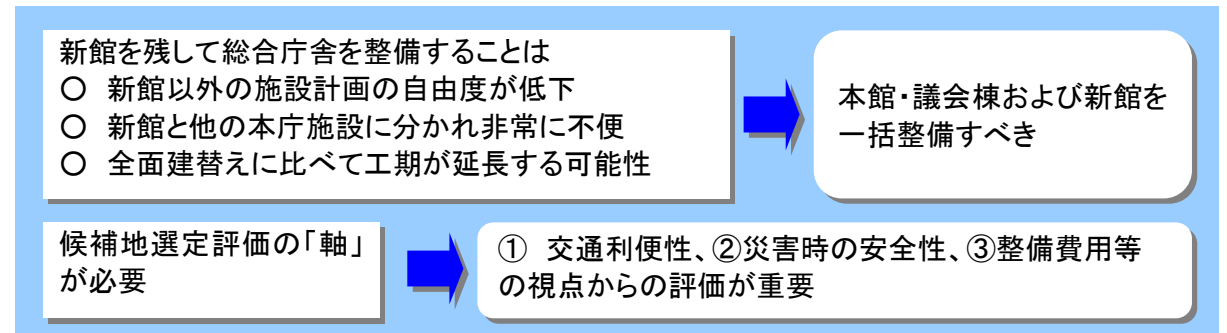 新館を残して総合庁舎を整備することは
○ 新館以外の施設計画の自由度が低下
○ 新館と他の本庁施設に分かれ非常に不便
○ 全面建替えに比べて工期が延長する可能性
本館・議会棟および新館を
一括整備すべき
候補地選定評価の「軸」
が必要
① 交通利便性、②災害時の安全性、③整備費用等
の視点からの評価が重要